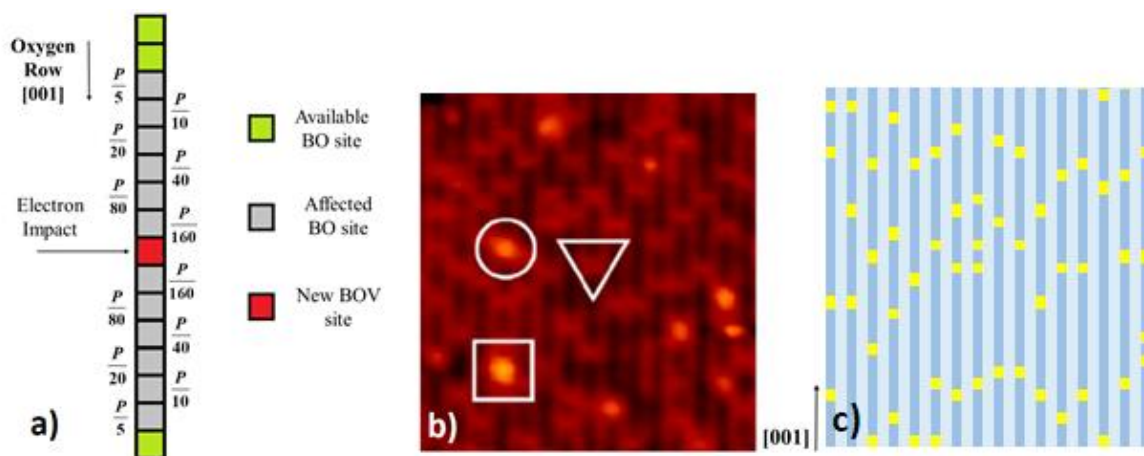 Oxygen
Row
[001]
P/5
P/10
P/20
P/40
P/80
P/160
Electron
Impact
P/160
P/80
P/40
P/20
P/10
P/5
a)
Available
BO site
Affected
BO site
New BOV
site
b)
[001]
c)